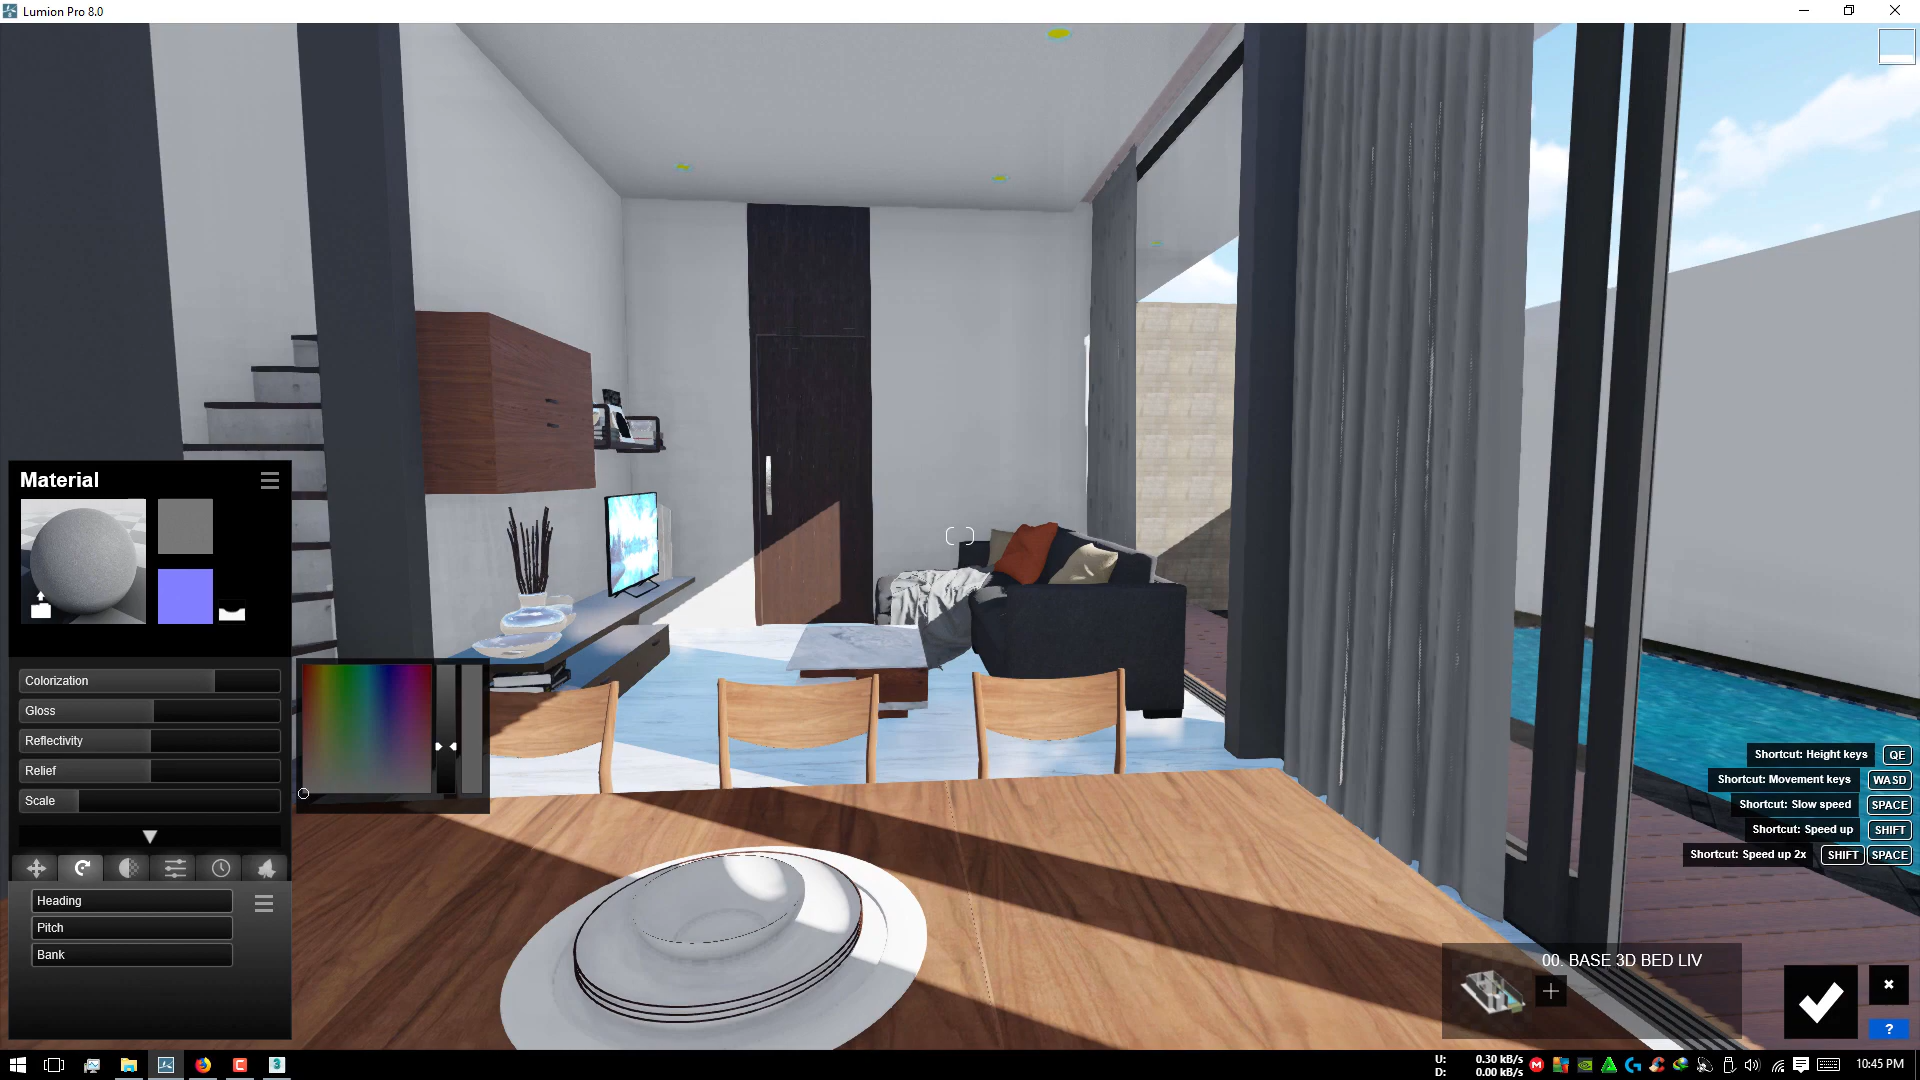 Lumion Pro 8.0
Material
Colorization
Gloss
Reflectivity
Relief
Scale
Heading
Pitch
Bank
Shortcut: Height keys QE
Shortcut: Movement keys WASD
Shortcut: Slow speed SPACE
Shortcut: Speed up SHIFT
Shortcut: Speed up 2x SHIFT SPACE
00. BASE 3D BED LIV
?
U: 0.30 kB/s
D: 0.00 kB/s
10:45 PM